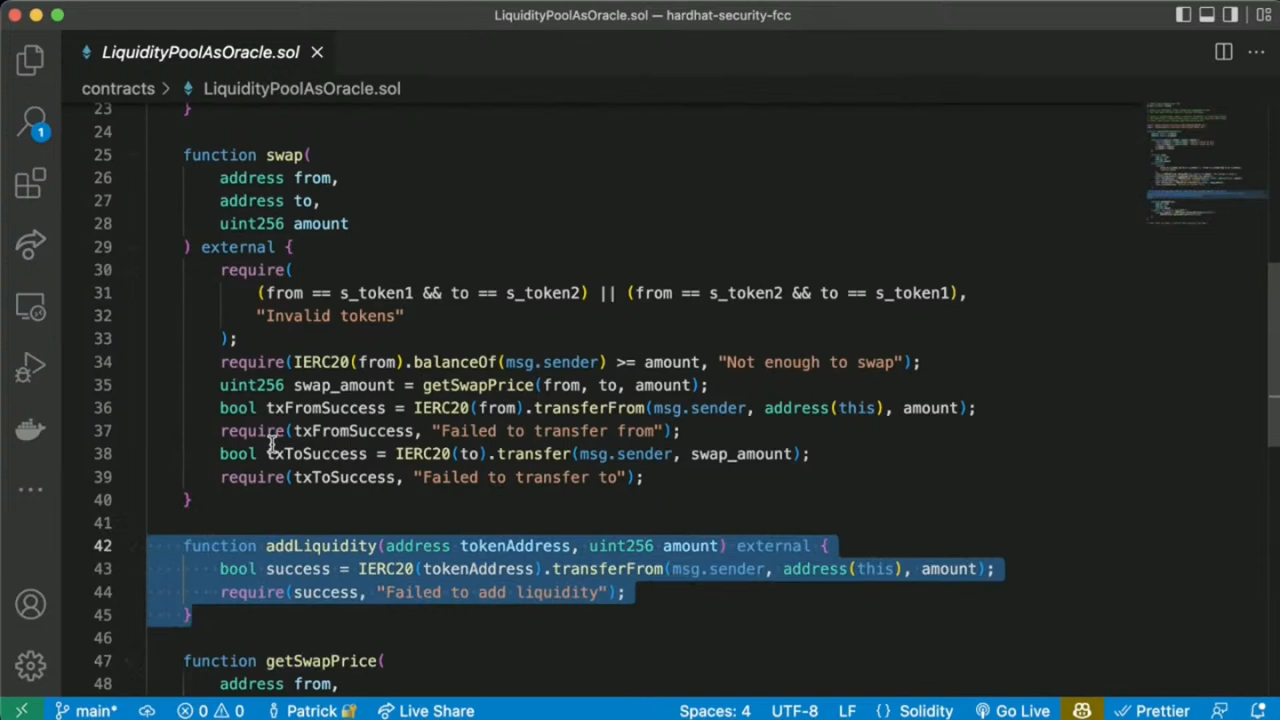 LiquidityPoolAsOracle.sol — hardhat-security-fcc
LiquidityPoolAsOracle.sol
contracts > LiquidityPoolAsOracle.sol
23 }
24
25 function swap(
26 address from,
27 address to,
28 uint256 amount
29 ) external {
30 require(
31 (from == s_token1 && to == s_token2) || (from == s_token2 && to == s_token1),
32 "Invalid tokens"
33 );
34 require(IERC20(from).balanceOf(msg.sender) >= amount, "Not enough to swap");
35 uint256 swap_amount = getSwapPrice(from, to, amount);
36 bool txFromSuccess = IERC20(from).transferFrom(msg.sender, address(this), amount);
37 require(txFromSuccess, "Failed to transfer from");
38 bool txToSuccess = IERC20(to).transfer(msg.sender, swap_amount);
39 require(txToSuccess, "Failed to transfer to");
40 }
41
42 function addLiquidity(address tokenAddress, uint256 amount) external {
43 bool success = IERC20(tokenAddress).transferFrom(msg.sender, address(this), amount);
44 require(success, "Failed to add liquidity");
45 }
46
47 function getSwapPrice(
48 address from,
1
main* 0 0 Patrick Live Share Spaces: 4 UTF-8 LF {} Solidity Go Live Prettier